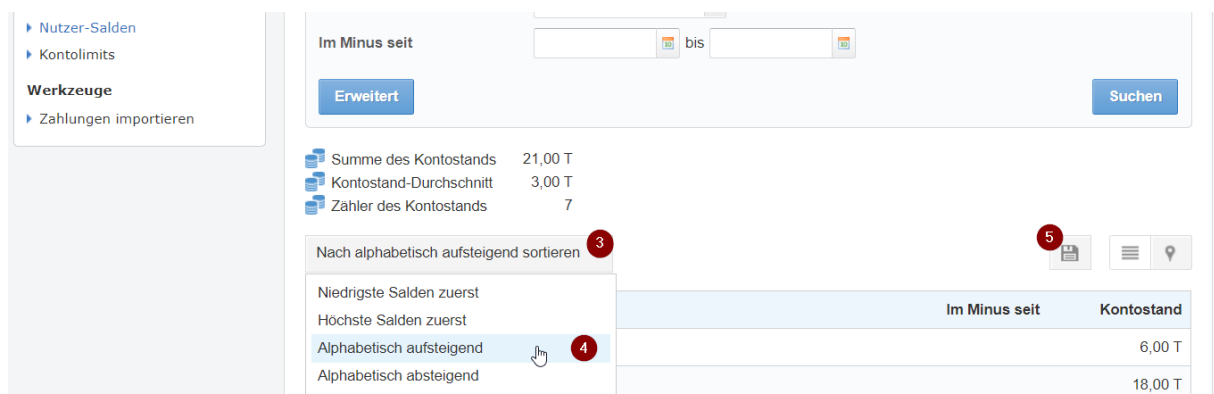 Nutzer-Salden
Kontolimits
Werkzeuge
Zahlungen importieren
Im Minus seit bis
Erweitert Suchen
Summe des Kontostands 21,00 T
Kontostand-Durchschnitt 3,00 T
Zähler des Kontostands 7
Nach alphabetisch aufsteigend sortieren 3 5
Niedrigste Salden zuerst
Höchste Salden zuerst
Alphabetisch aufsteigend 4
Alphabetisch absteigend
Im Minus seit Kontostand
6,00 T
18,00 T